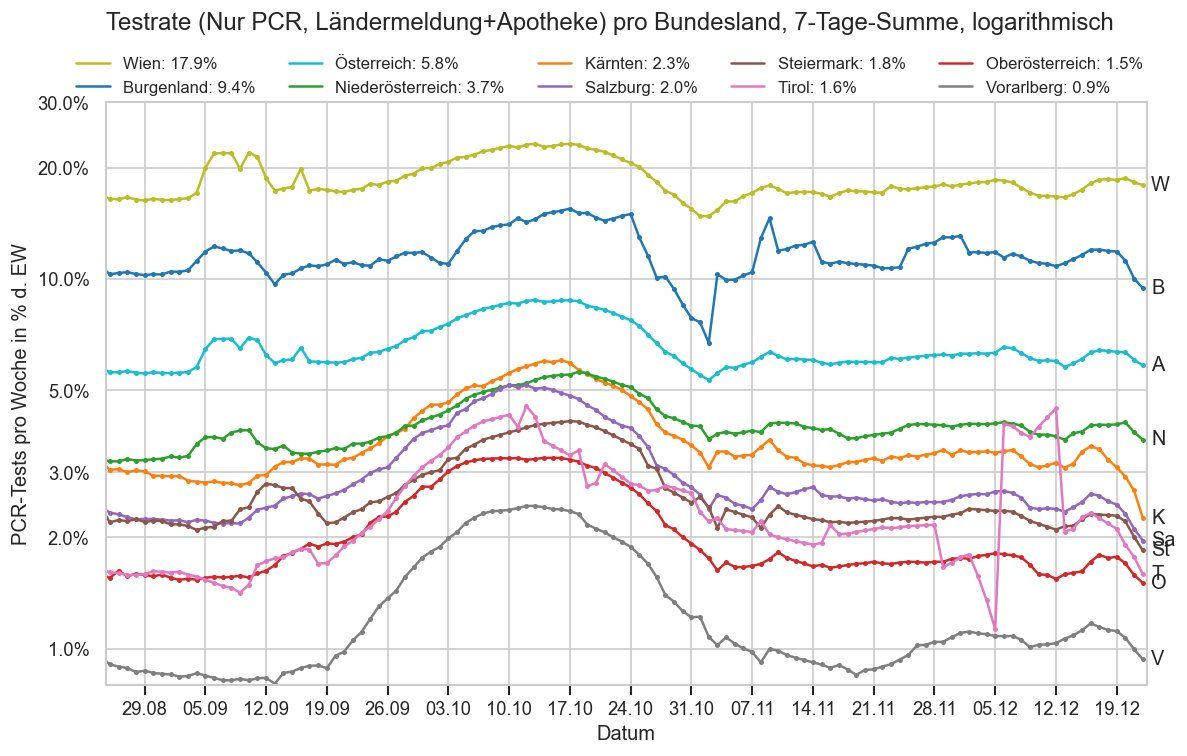 Testrate (Nur PCR, Ländermeldung+Apotheke) pro Bundesland, 7-Tage-Summe, logarithmisch
Wien: 17.9% Österreich: 5.8% Kärnten: 2.3% Steiermark: 1.8% Oberösterreich: 1.5%
Burgenland: 9.4% Niederösterreich: 3.7% Salzburg: 2.0% Tirol: 1.6% Vorarlberg: 0.9%
PCR-Tests pro Woche in % d. EW
30.0%
20.0%
10.0%
5.0%
3.0%
2.0%
1.0%
W
B
A
N
K
Sa
St
T
O
V
29.08 05.09 12.09 19.09 26.09 03.10 10.10 17.10 24.10 31.10 07.11 14.11 21.11 28.11 05.12 12.12 19.12
Datum